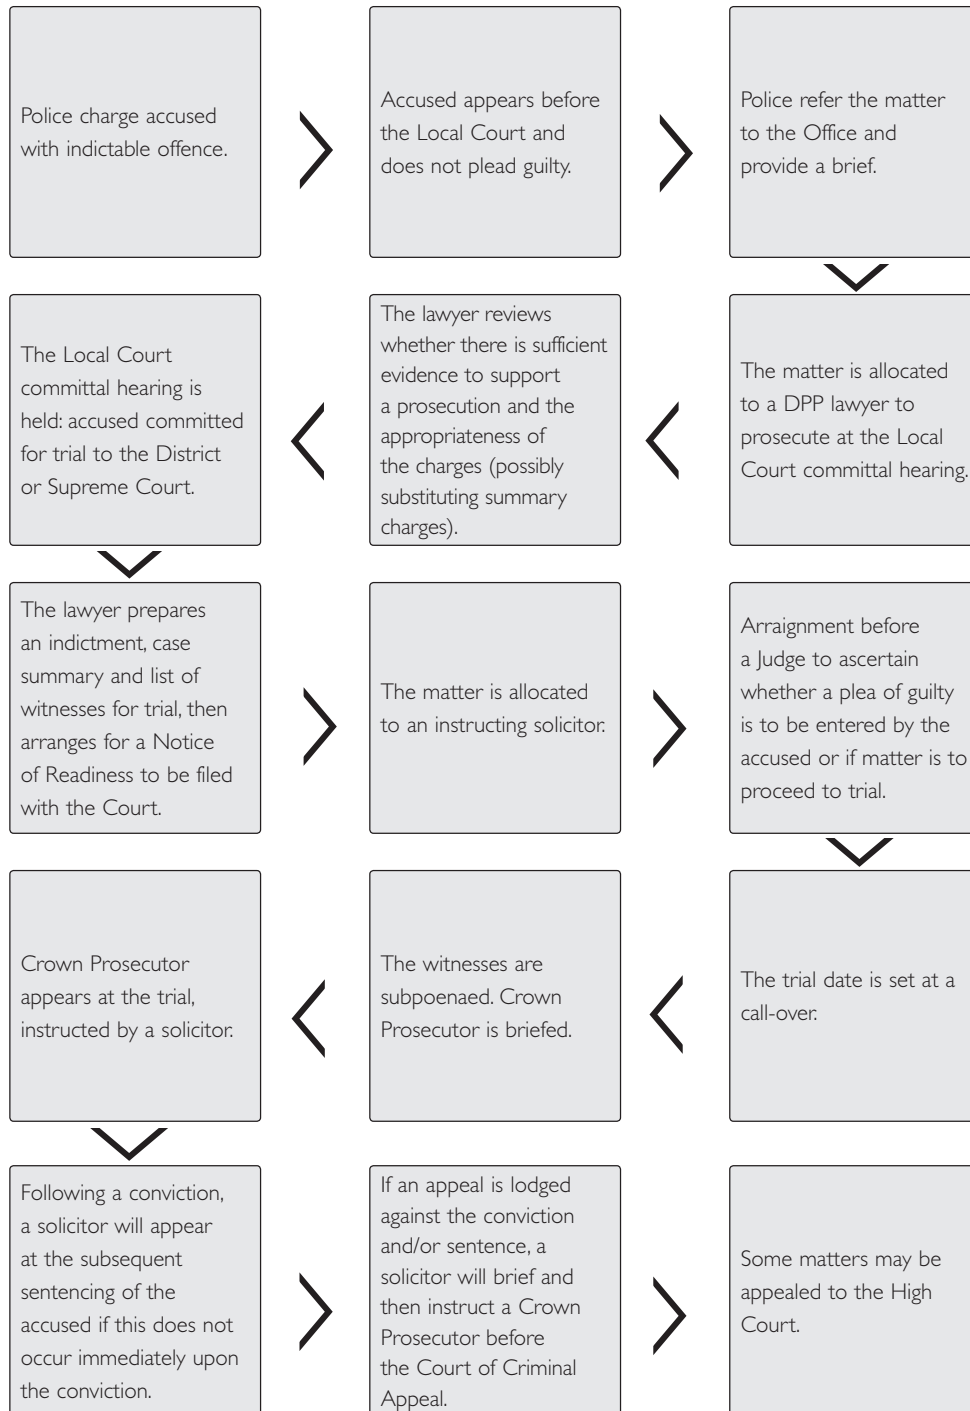 Police charge accused
with indictable offence.
Accused appears before
the Local Court and
does not plead guilty.
Police refer the matter
to the Office and
provide a brief.
The matter is allocated
to a DPP lawyer to
prosecute at the Local
Court committal hearing.
The lawyer reviews
whether there is sufficient
evidence to support
a prosecution and the
appropriateness of
the charges (possibly
substituting summary
charges).
The Local Court
committal hearing is
held: accused committed
for trial to the District
or Supreme Court.
The lawyer prepares
an indictment, case
summary and list of
witnesses for trial, then
arranges for a Notice
of Readiness to be filed
with the Court.
The matter is allocated
to an instructing solicitor.
Arraignment before
a Judge to ascertain
whether a plea of guilty
is to be entered by the
accused or if matter is to
proceed to trial.
The trial date is set at a
call-over.
The witnesses are
subpoenaed. Crown
Prosecutor is briefed.
Crown Prosecutor
appears at the trial,
instructed by a solicitor.
Following a conviction,
a solicitor will appear
at the subsequent
sentencing of the
accused if this does not
occur immediately upon
the conviction.
If an appeal is lodged
against the conviction
and/or sentence, a
solicitor will brief and
then instruct a Crown
Prosecutor before
the Court of Criminal
Appeal.
Some matters may be
appealed to the High
Court.